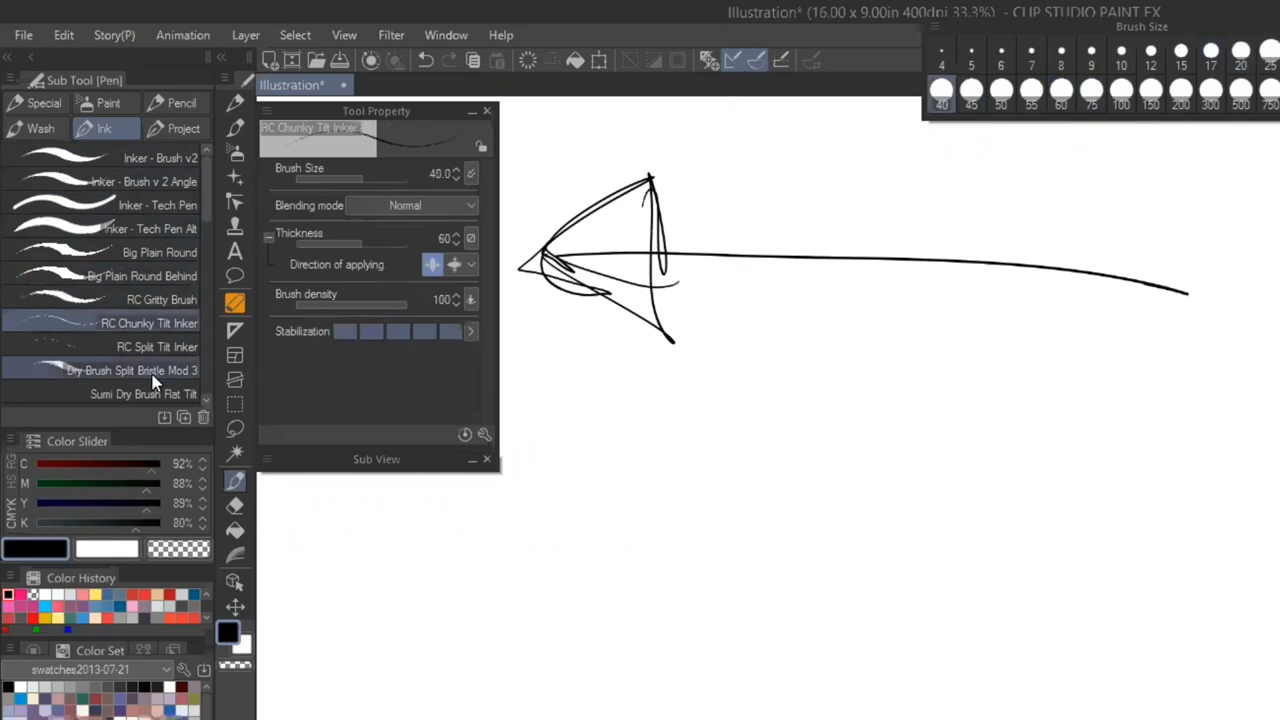 Illustration* (16.00 x 9.00in 400dpi 33.3%) - CLIP STUDIO PAINT EX
File Edit Story(P) Animation Layer Select View Filter Window Help
Brush Size
4 5 6 7 8 9 10 12 15 17 20 25
40 45 50 55 60 75 100 150 200 300 500 750
Sub Tool [Pen]
Special Paint Pencil
Wash Ink Project
Inker - Brush v2
Inker - Brush v 2 Angle
Inker - Tech Pen
Inker - Tech Pen Alt
Big Plain Round
Big Plain Round Behind
RC Gritty Brush
RC Chunky Tilt Inker
RC Split Tilt Inker
Dry Brush Split Bristle Mod 3
Sumi Dry Brush Flat Tilt
Illustration*
Tool Property
RC Chunky Tilt Inker
Brush Size 40.0
Blending mode Normal
Thickness 60
Direction of applying
Brush density 100
Stabilization
Sub View
Color Slider
C 92%
M 88%
Y 89%
K 80%
RG
HS
CMYK
Color History
Color Set
swatches2013-07-21